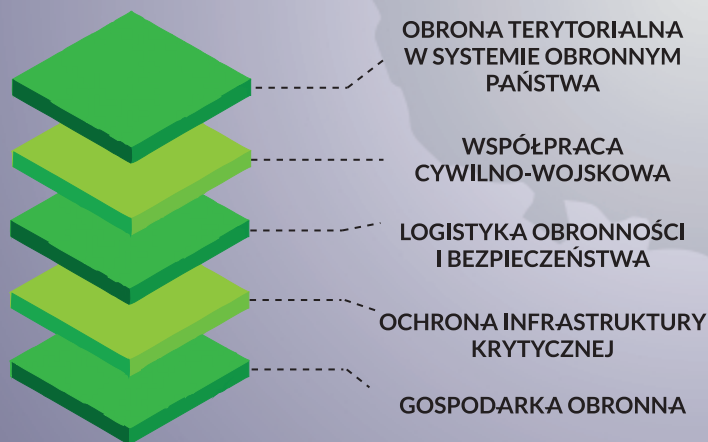 OBRONA TERYTORIALNA
W SYSTEMIE OBRONNYM
PAŃSTWA
WSPÓŁPRACA
CYWILNO-WOJSKOWA
LOGISTYKA OBRONNOŚCI
I BEZPIECZEŃSTWA
OCHRONA INFRASTRUKTURY
KRYTYCZNEJ
GOSPODARKA OBRONNA